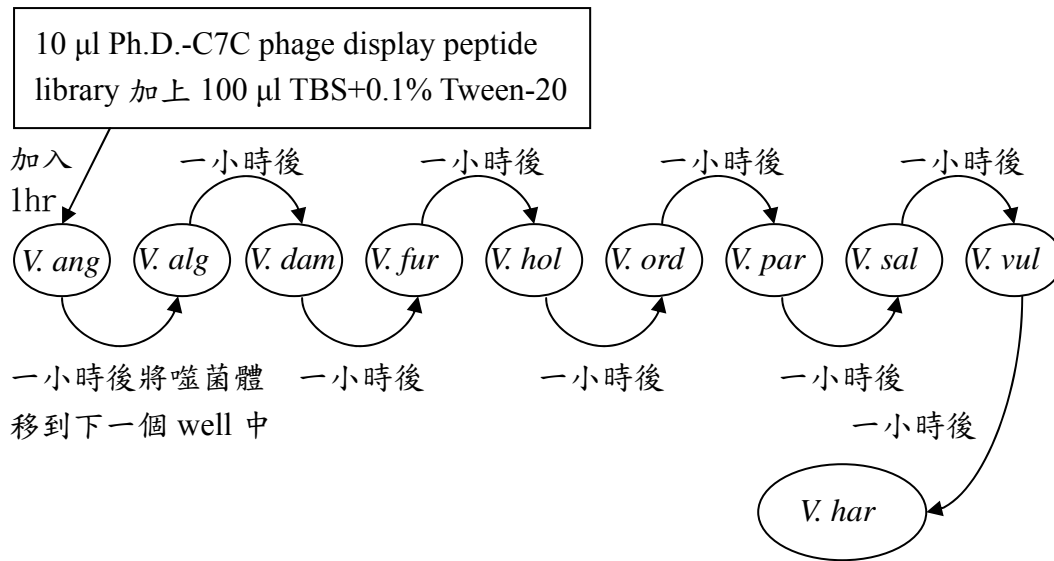 10 μl Ph.D.-C7C phage display peptide
library 加上 100 μl TBS+0.1% Tween-20
加入
1hr
一小時後
一小時後
一小時後
一小時後
V. ang
V. alg
V. dam
V. fur
V. hol
V. ord
V. par
V. sal
V. vul
一小時後將噬菌體
移到下一個 well 中
一小時後
一小時後
一小時後
一小時後
V. har